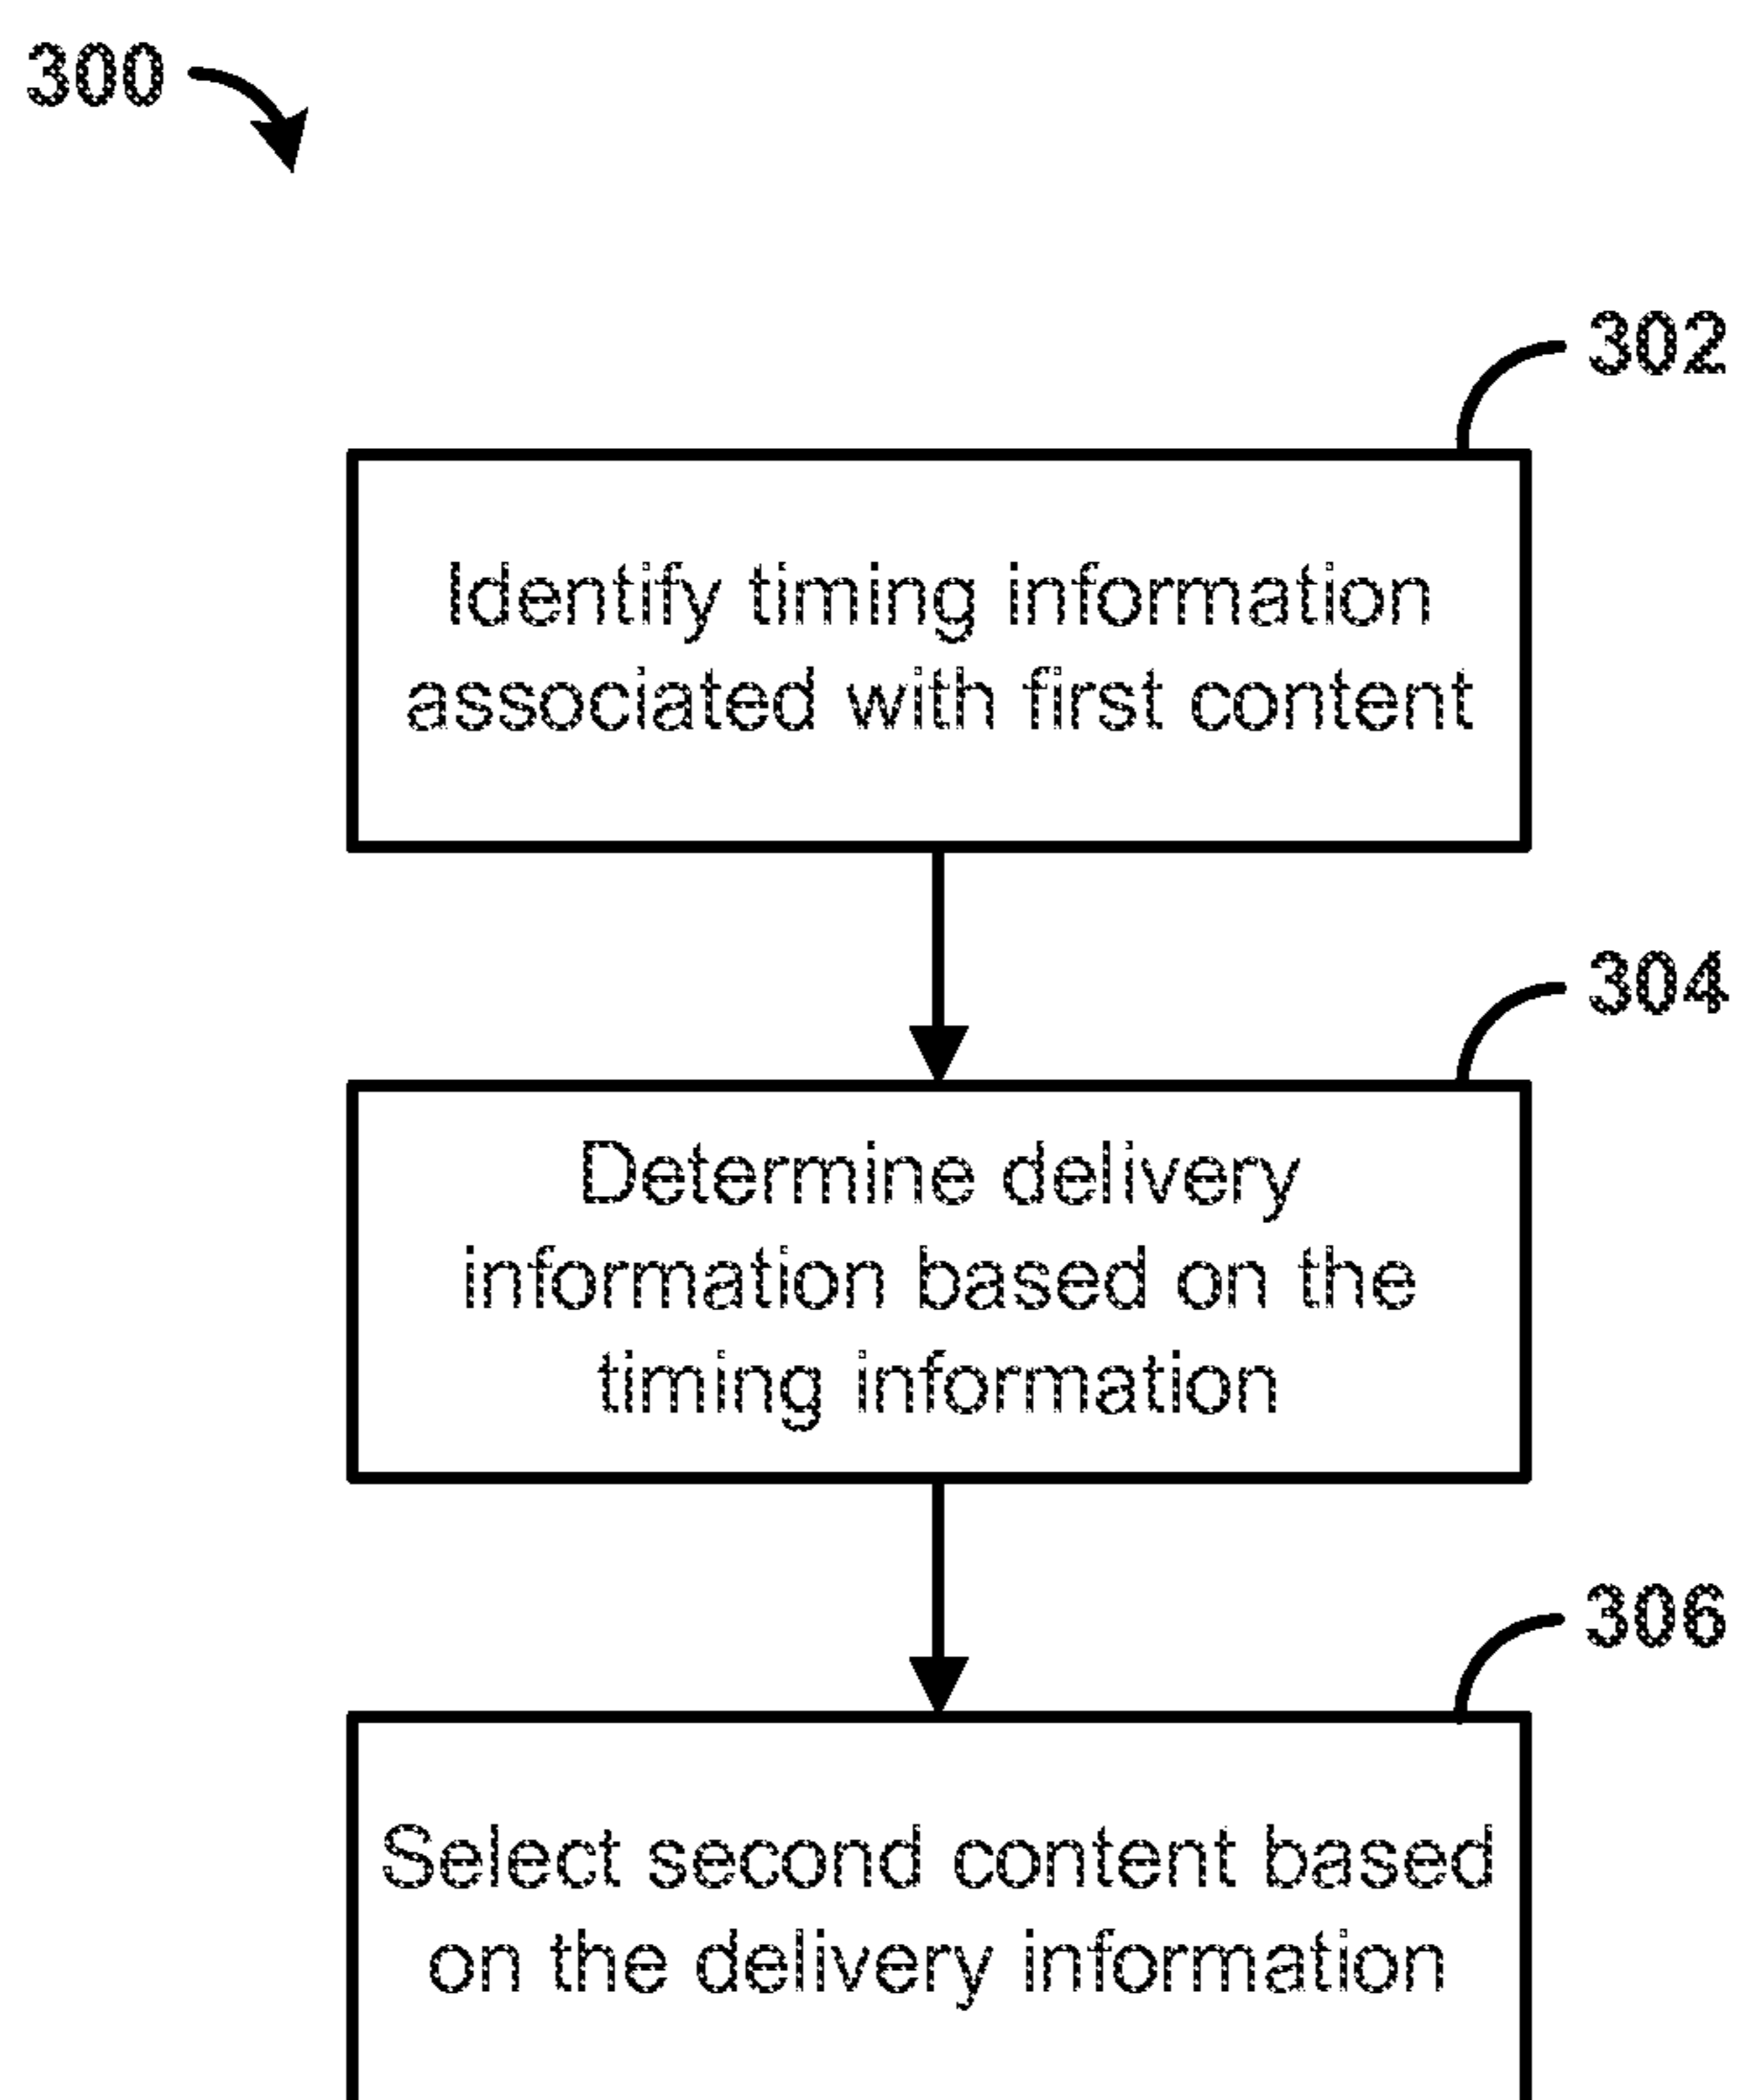 300
302
Identify timing information
associated with first content
304
Determine delivery
information based on the
timing information
306
Select second content based
on the delivery information